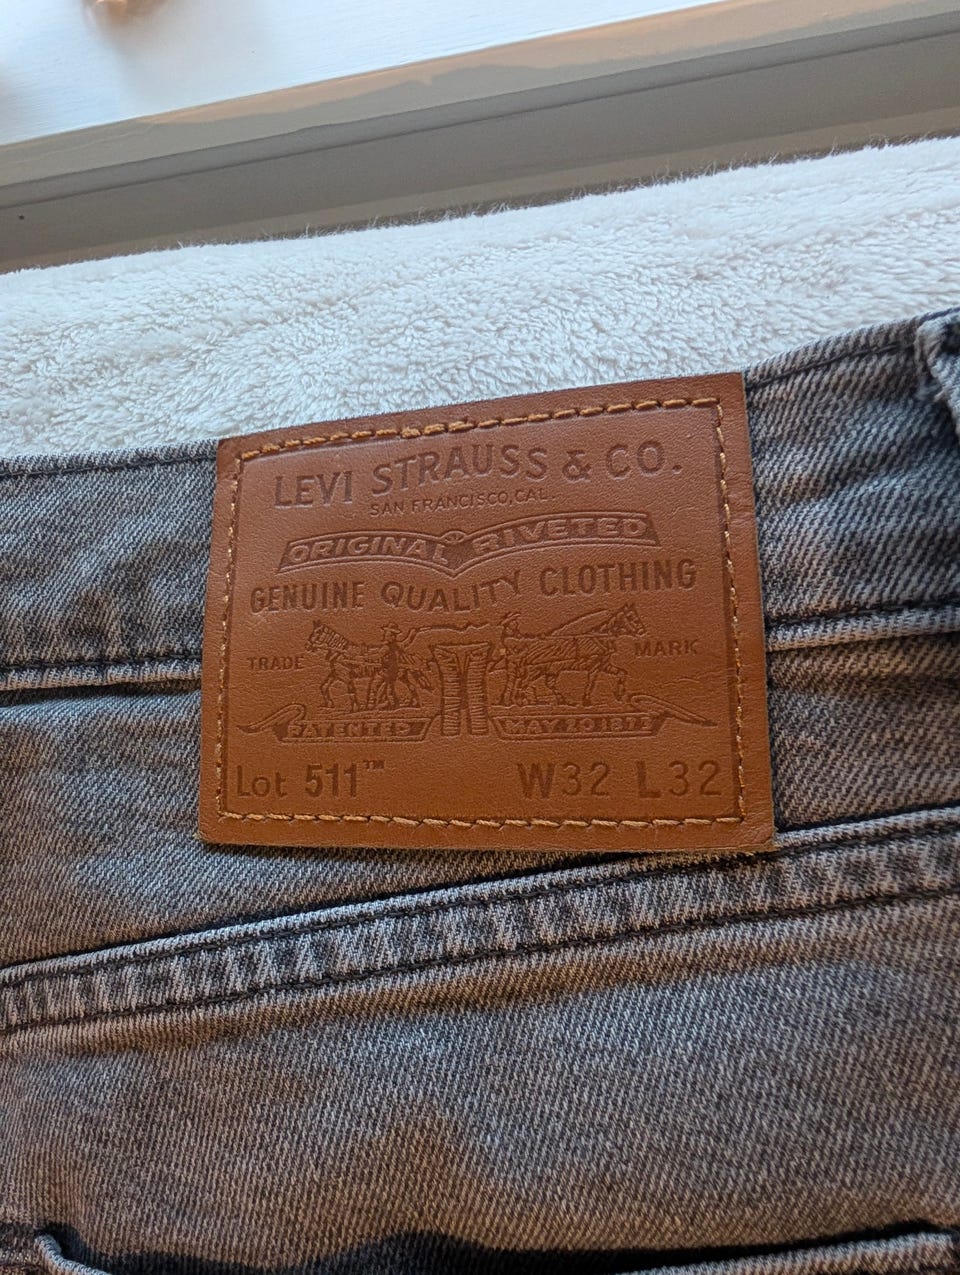 LEVI STRAUSS & CO.
SAN FRANCISCO, CAL.
ORIGINAL RIVETED
GENUINE QUALITY CLOTHING
TRADE MARK
PATENTED MAY 20 1873
Lot 511™ W32 L32